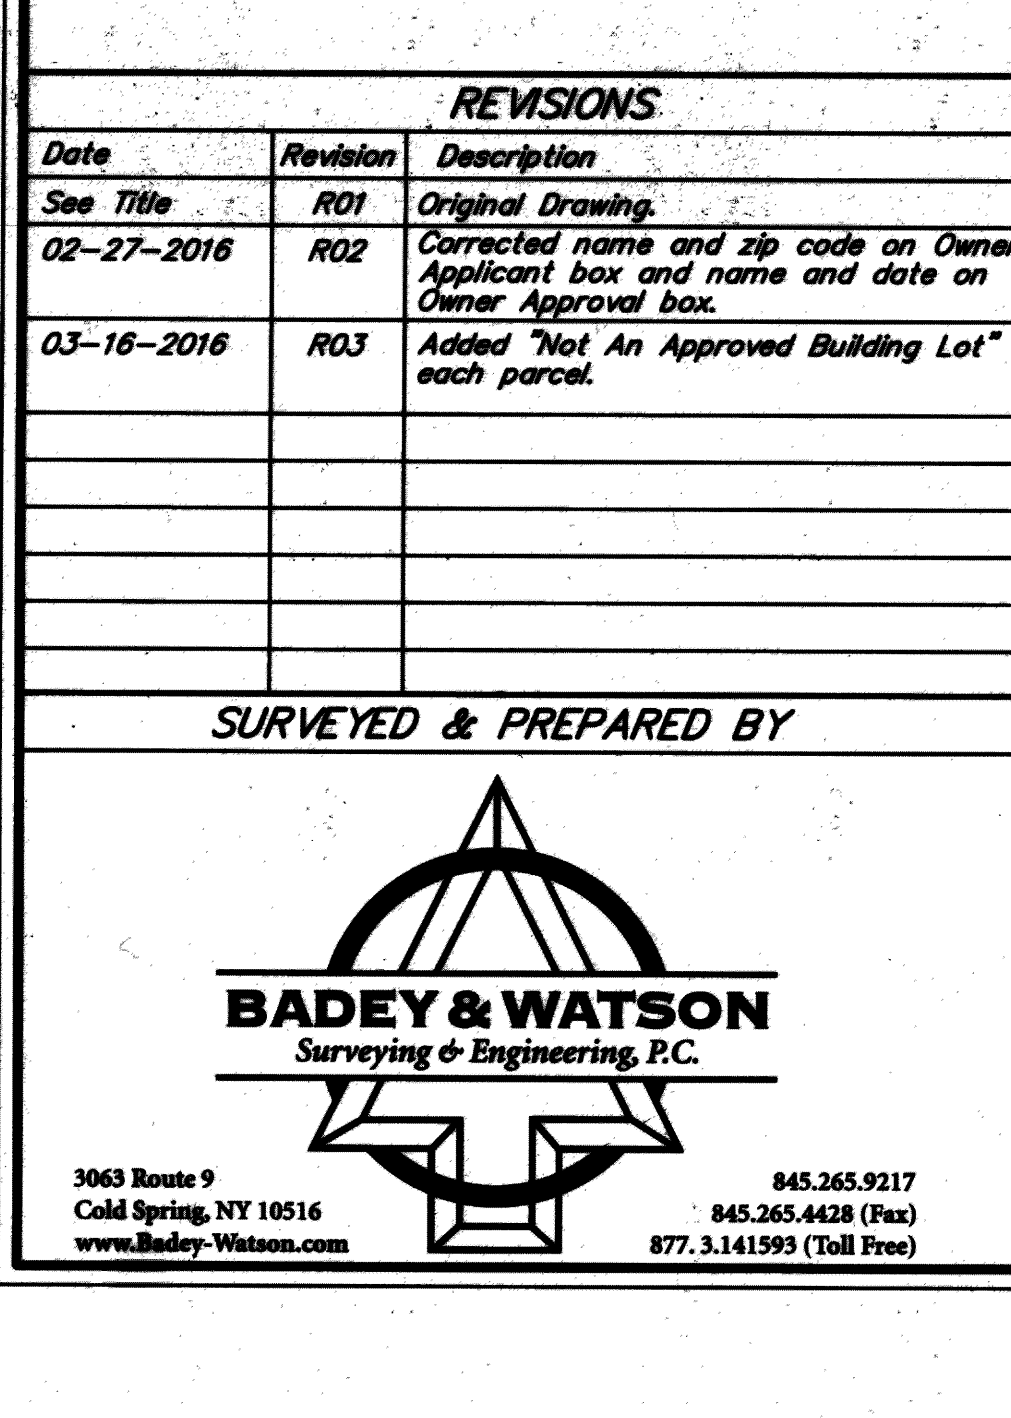 REVISIONS
Date Revision Description
See Title R01 Original Drawing.
02-27-2016 R02 Corrected name and zip code on Owner
Applicant box and name and date on
Owner Approval box.
03-16-2016 R03 Added "Not An Approved Building Lot"
each parcel.
SURVEYED & PREPARED BY
BADEY & WATSON
Surveying & Engineering, P.C.
3063 Route 9
Cold Spring, NY 10516
www.Badey-Watson.com
845.265.9217
845.265.4428 (Fax)
877. 3.141593 (Toll Free)